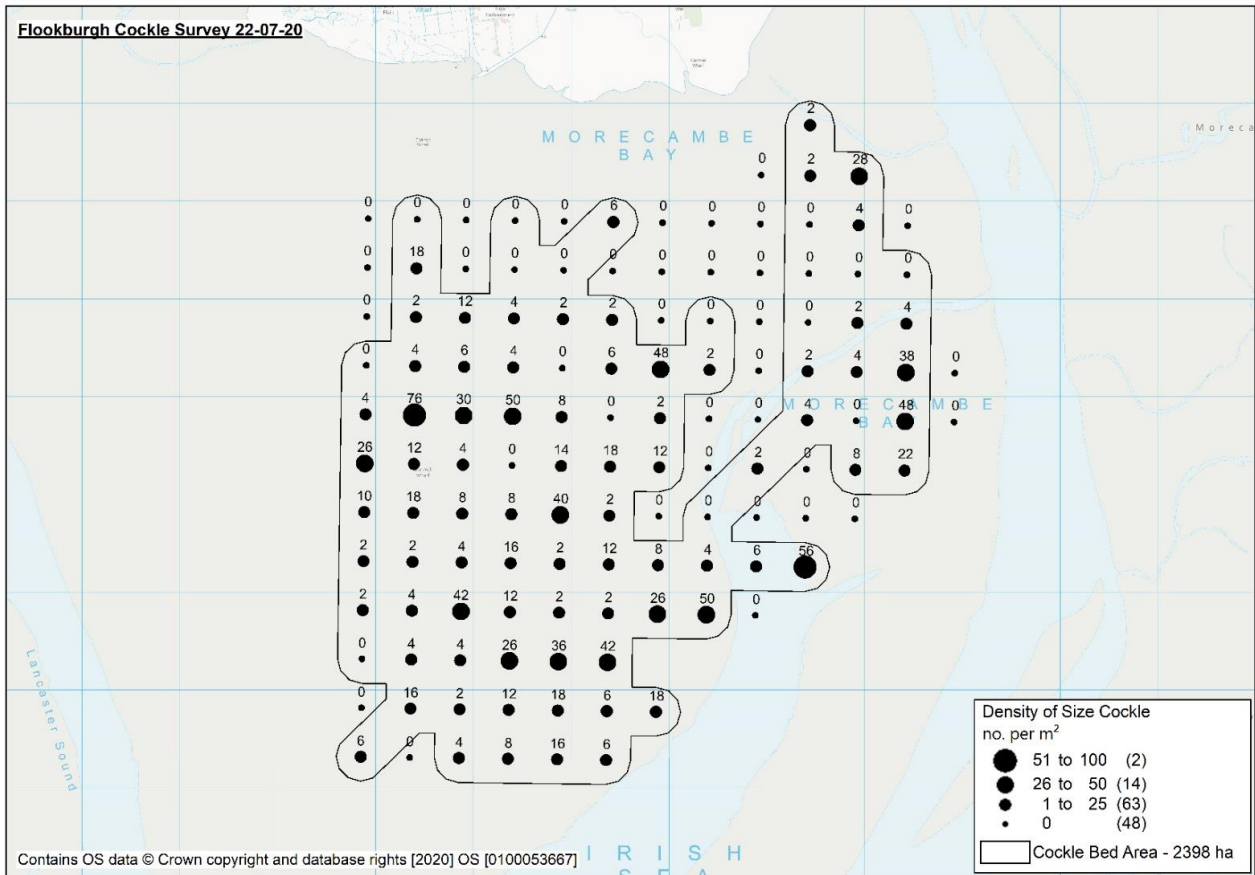 Flookburgh Cockle Survey 22-07-20
MORECAMBE
BAY
Moreca
2
0 2 28
0 0 0 0 0 6 0 0 0 0 4 0
0 18 0 0 0 0 0 0 0 0 0 0
0 2 12 4 2 2 0 0 0 0 2 4
0 4 6 4 0 6 48 2 0 2 4 38 0
4 76 30 50 8 0 2 0 0 4 0 48 0
MORECAMBE
BA
26 12 4 0 14 18 12 0 2 0 8 22
10 18 8 8 40 2 0 0 0 0 0
2 2 4 16 2 12 8 4 6 56
2 4 42 12 2 2 26 50 0
0 4 4 26 36 42
0 16 2 12 18 6 18
6 0 4 8 16 6
Lancaster Sound
IRISH
SEA
Density of Size Cockle
no. per m²
51 to 100 (2)
26 to 50 (14)
1 to 25 (63)
0 (48)
Cockle Bed Area - 2398 ha
Contains OS data © Crown copyright and database rights [2020] OS [0100053667]